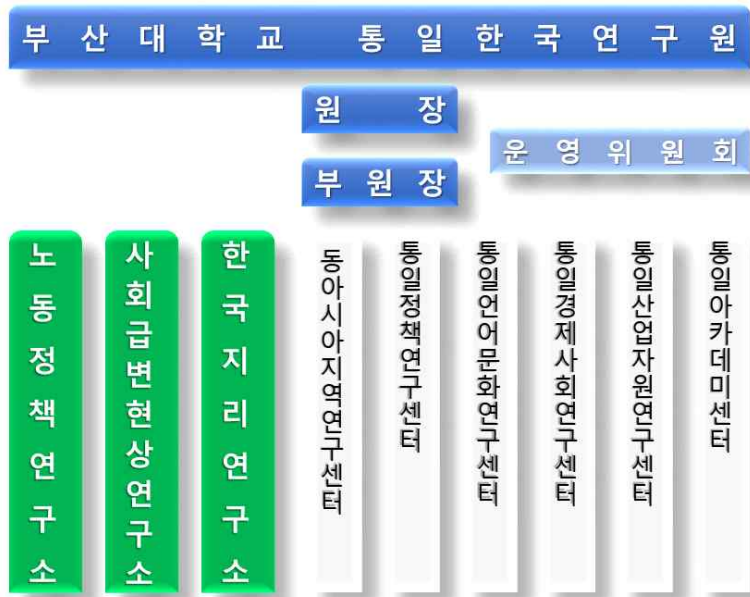 부산대학교 통일한국연구원
원장
운영위원회
부원장
노동정책연구소
사회급변현상연구소
한국지리연구소
동아시아지역연구센터
통일정책연구센터
통일언어문화연구센터
통일경제사회연구센터
통일산업자원연구센터
통일아카데미센터